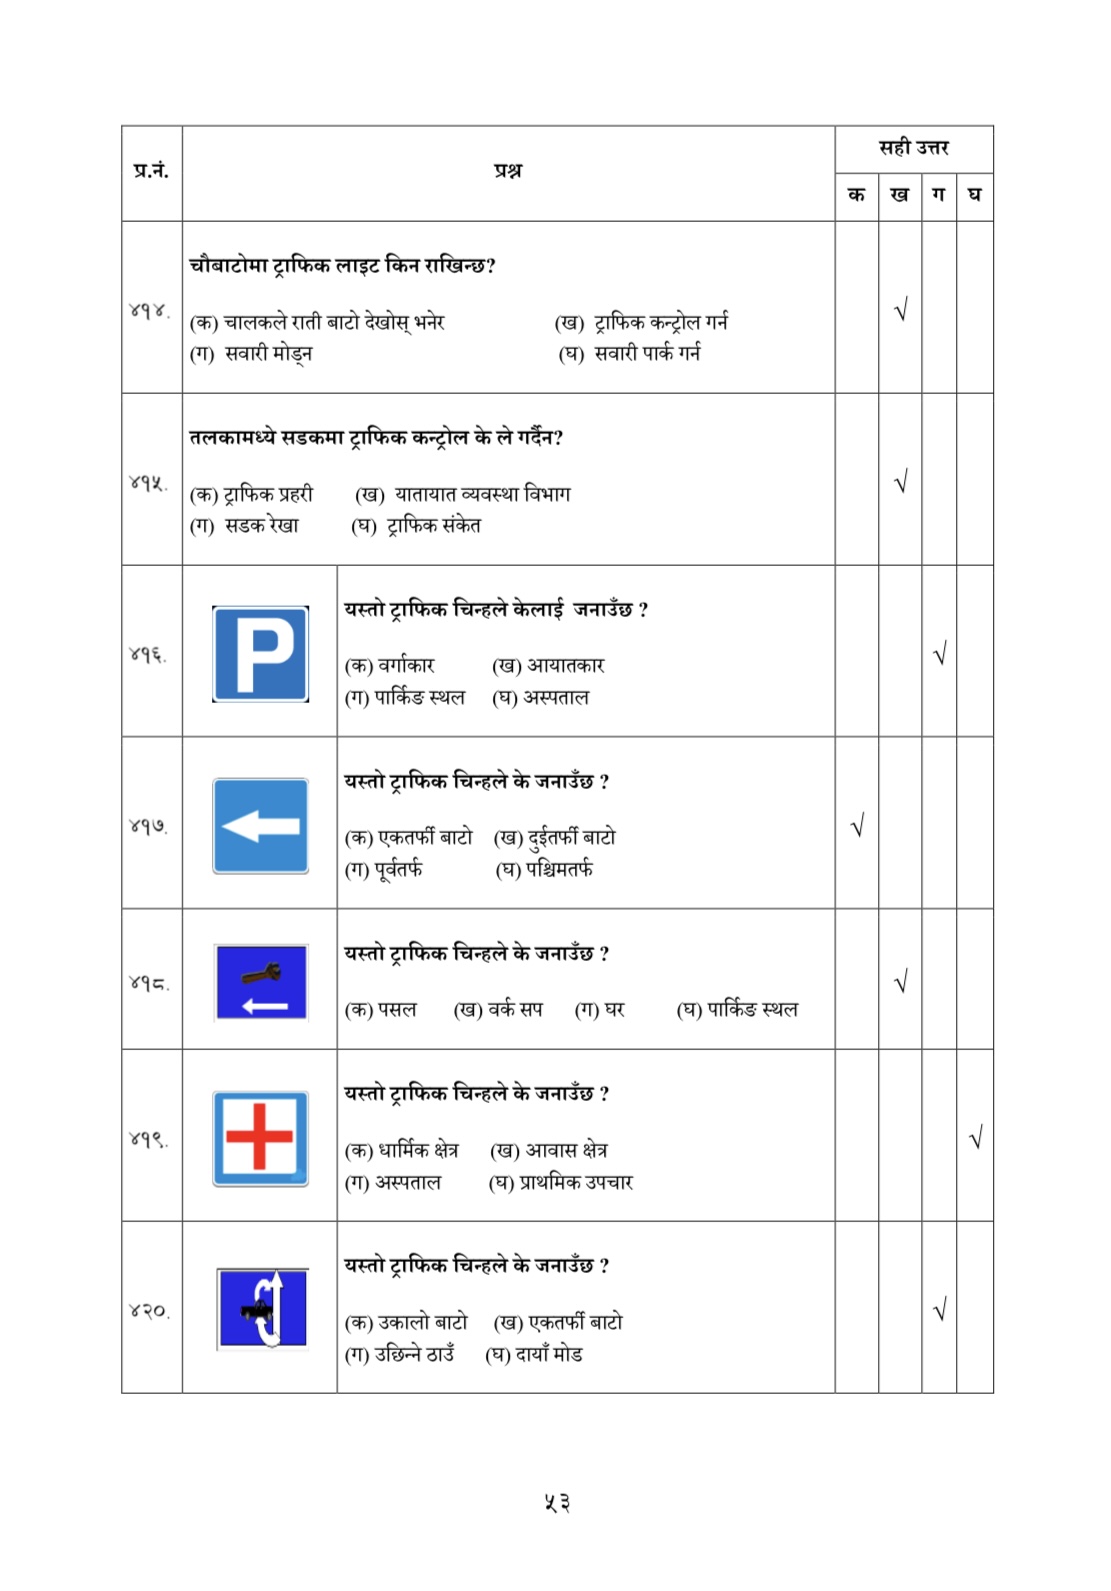 प्र.नं.
प्रश्न
सही उत्तर
क ख ग घ
४१४.
चौबाटोमा ट्राफिक लाइट किन राखिन्छ?
(क) चालकले राती बाटो देखोस् भनेर (ख) ट्राफिक कन्ट्रोल गर्न
(ग) सवारी मोड्न (घ) सवारी पार्क गर्न
√
४१५.
तलकामध्ये सडकमा ट्राफिक कन्ट्रोल के ले गर्दैन?
(क) ट्राफिक प्रहरी (ख) यातायात व्यवस्था विभाग
(ग) सडक रेखा (घ) ट्राफिक संकेत
√
४१६.
P
यस्तो ट्राफिक चिन्हले केलाई जनाउँछ ?
(क) वर्गाकार (ख) आयातकार
(ग) पार्किङ स्थल (घ) अस्पताल
√
४१७.
यस्तो ट्राफिक चिन्हले के जनाउँछ ?
(क) एकतर्फी बाटो (ख) दुईतर्फी बाटो
(ग) पूर्वतर्फ (घ) पश्चिमतर्फ
√
४१८.
यस्तो ट्राफिक चिन्हले के जनाउँछ ?
(क) पसल (ख) वर्क सप (ग) घर (घ) पार्किङ स्थल
√
४१९.
यस्तो ट्राफिक चिन्हले के जनाउँछ ?
(क) धार्मिक क्षेत्र (ख) आवास क्षेत्र
(ग) अस्पताल (घ) प्राथमिक उपचार
√
४२०.
यस्तो ट्राफिक चिन्हले के जनाउँछ ?
(क) उकालो बाटो (ख) एकतर्फी बाटो
(ग) उछिन्ने ठाउँ (घ) दायाँ मोड
√
५३